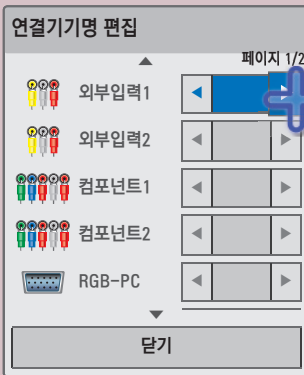 연결기기명 편집
페이지 1/2
외부입력1
외부입력2
컴포넌트1
컴포넌트2
RGB-PC
닫기